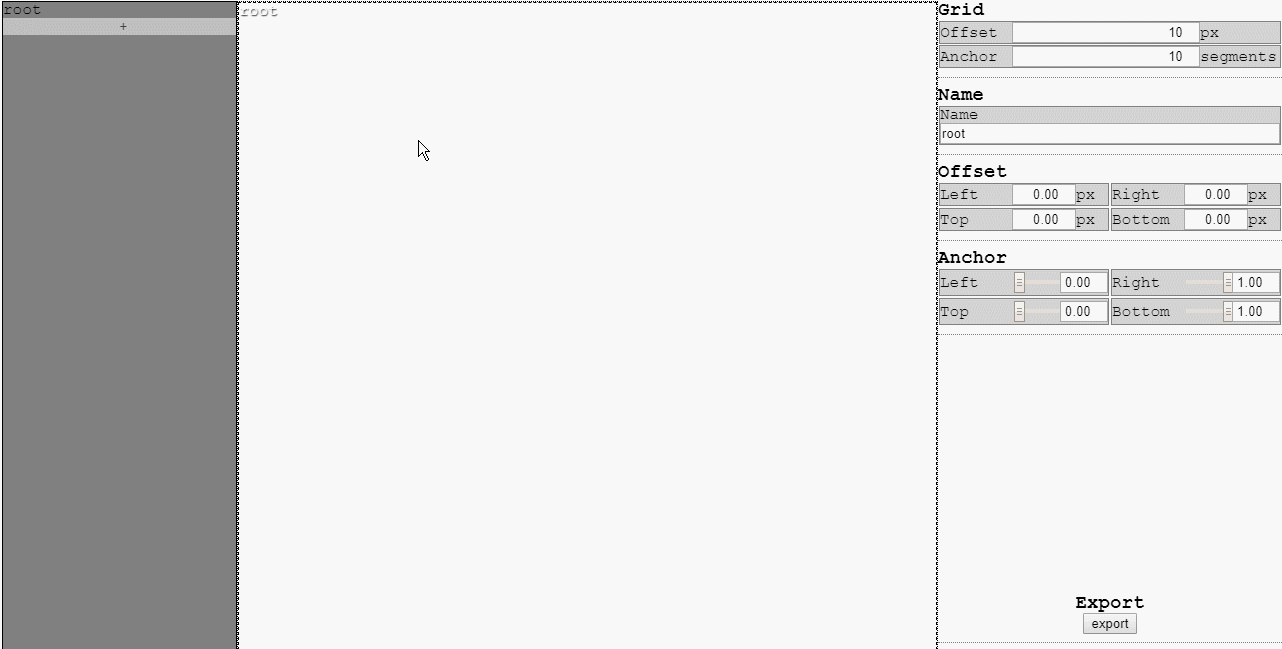 root
+
root
Grid
Offset 10 px
Anchor 10 segments
Name
Name
root
Offset
Left 0.00 px Right 0.00 px
Top 0.00 px Bottom 0.00 px
Anchor
Left 0.00 Right 1.00
Top 0.00 Bottom 1.00
Export
export